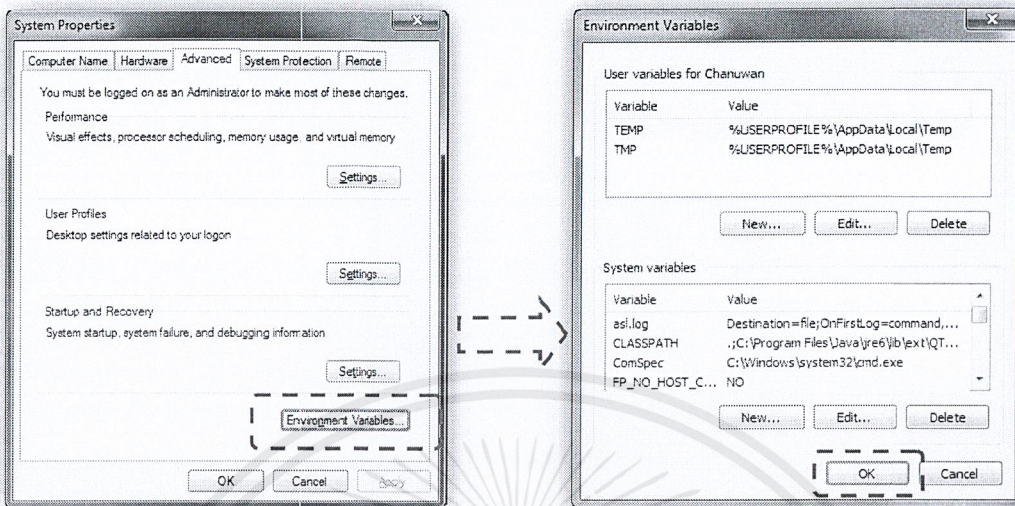 System Properties
Computer Name Hardware Advanced System Protection Remote
You must be logged on as an Administrator to make most of these changes.
Performance
Visual effects, processor scheduling, memory usage, and virtual memory
Settings...
User Profiles
Desktop settings related to your logon
Settings...
Startup and Recovery
System startup, system failure, and debugging information
Settings...
Environment Variables...
OK Cancel Apply
Environment Variables
User variables for Chanuwan
Variable Value
TEMP %USERPROFILE%\AppData\Local\Temp
TMP %USERPROFILE%\AppData\Local\Temp
New... Edit... Delete
System variables
Variable Value
asl.log Destination=file;OnFirstLog=command,...
CLASSPATH .;C:\Program Files\Java\jre6\lib\ext\QT...
ComSpec C:\Windows\system32\cmd.exe
FP_NO_HOST_C... NO
New... Edit... Delete
OK Cancel